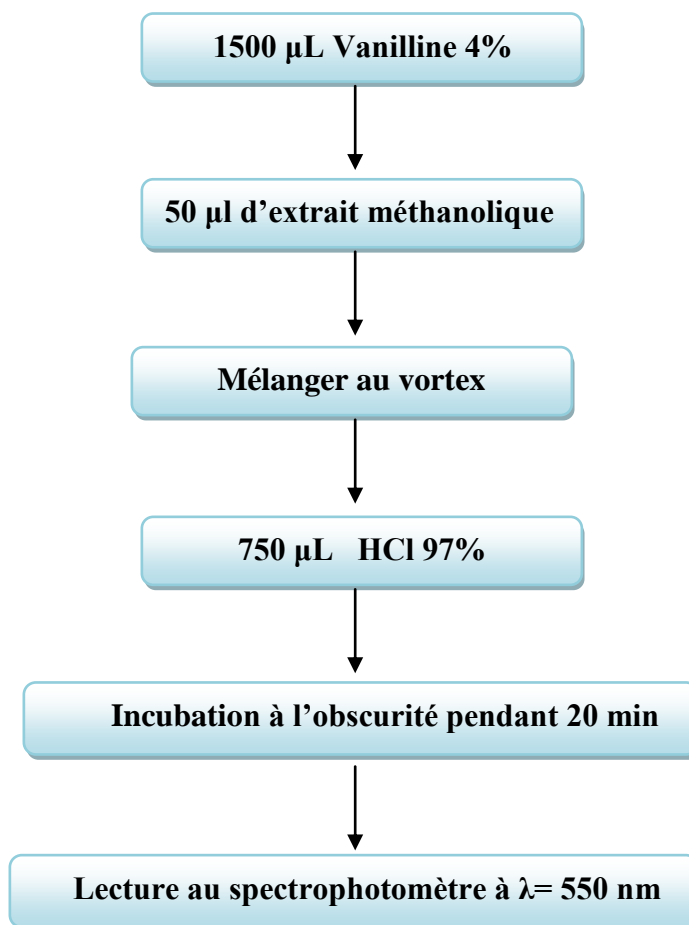 1500 μL Vanilline 4%
50 μl d’extrait méthanolique
Mélanger au vortex
750 μL HCl 97%
Incubation à l’obscurité pendant 20 min
Lecture au spectrophotomètre à λ= 550 nm